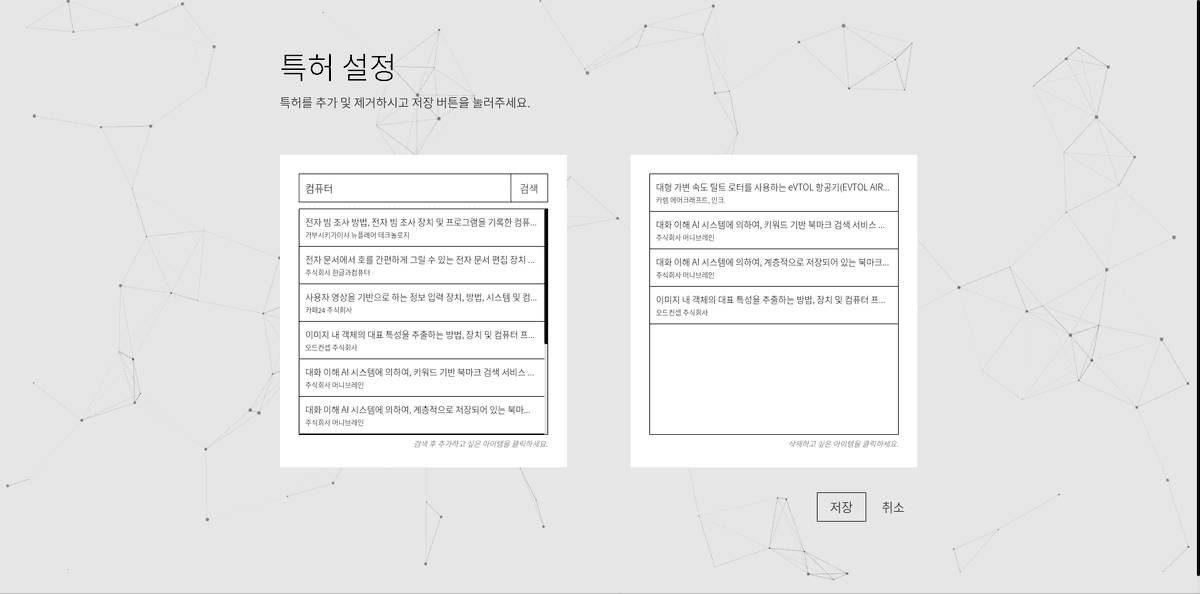 특허 설정
특허를 추가 및 제거하시고 저장 버튼을 눌러주세요.
컴퓨터
검색
전자 빔 조사 방법, 전자 빔 조사 장치 및 프로그램을 기록한 컴퓨...
가부시키가이샤 뉴플레어 테크놀로지
전자 문서에서 호를 간편하게 그릴 수 있는 전자 문서 편집 장치 ...
주식회사 한글과컴퓨터
사용자 영상을 기반으로 하는 정보 입력 장치, 방법, 시스템 및 컴...
카페24 주식회사
이미지 내 객체의 대표 특성을 추출하는 방법, 장치 및 컴퓨터 프...
오드컨셉 주식회사
대화 이해 AI 시스템에 의하여, 키워드 기반 북마크 검색 서비스 ...
주식회사 머니브레인
대화 이해 AI 시스템에 의하여, 계층적으로 저장되어 있는 북마...
주식회사 머니브레인
검색 후 추가하고 싶은 아이템을 클릭하세요.
대형 가변 속도 틸트 로터를 사용하는 eVTOL 항공기(EVTOL AIR...
카렘 에어크래프트, 인크.
대화 이해 AI 시스템에 의하여, 키워드 기반 북마크 검색 서비스 ...
주식회사 머니브레인
대화 이해 AI 시스템에 의하여, 계층적으로 저장되어 있는 북마크...
주식회사 머니브레인
이미지 내 객체의 대표 특성을 추출하는 방법, 장치 및 컴퓨터 프...
오드컨셉 주식회사
삭제하고 싶은 아이템을 클릭하세요.
저장
취소